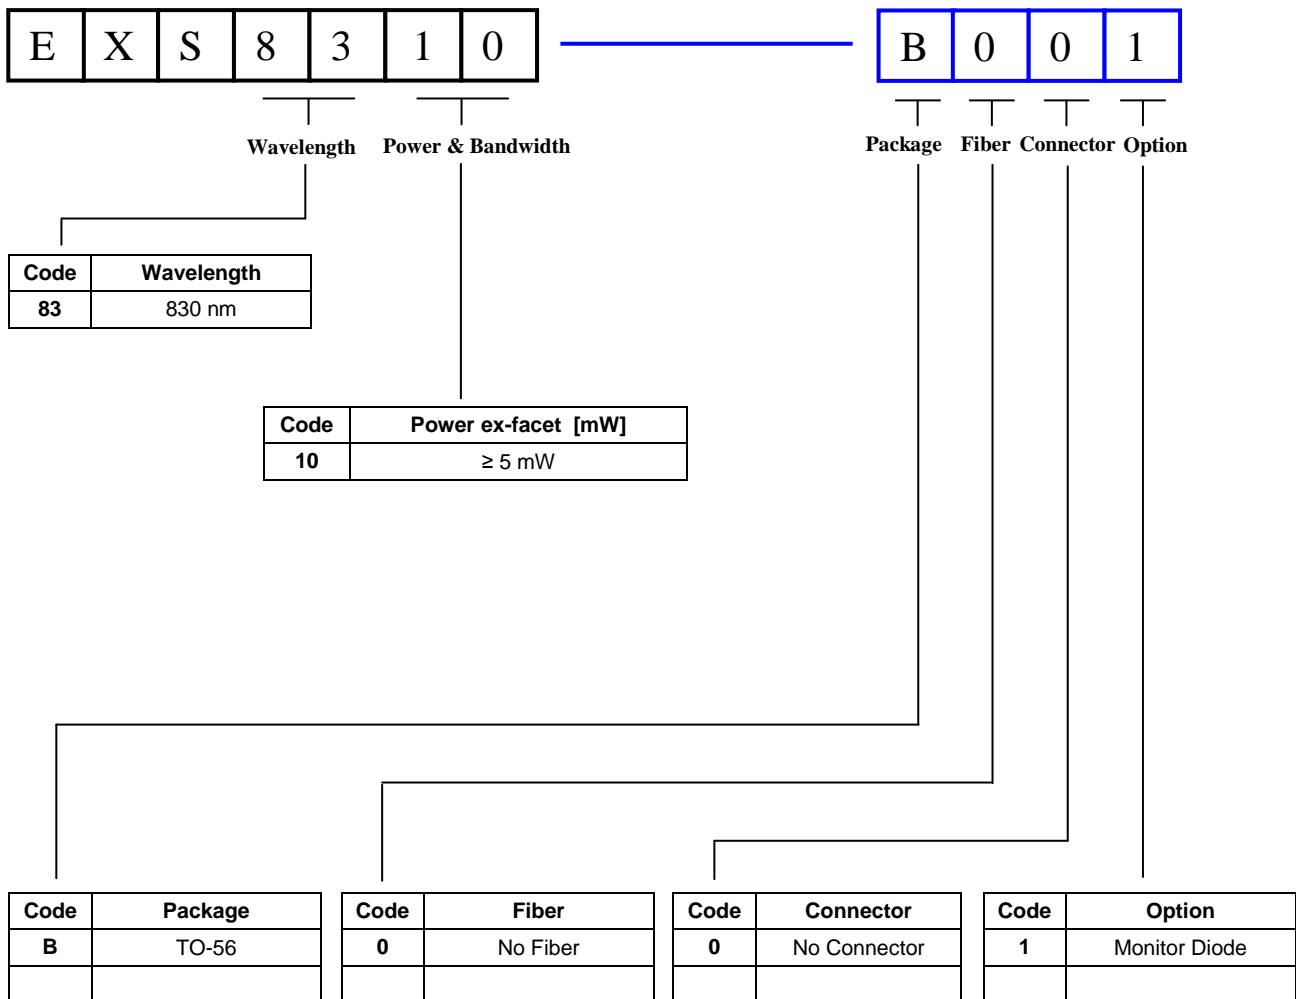 E X S 8 3 1 0 B 0 0 1
Wavelength Power & Bandwidth Package Fiber Connector Option
Code Wavelength
83 830 nm
Code Power ex-facet [mW]
10 ≥ 5 mW
Code Package Code Fiber Code Connector Code Option
B TO-56 0 No Fiber 0 No Connector 1 Monitor Diode